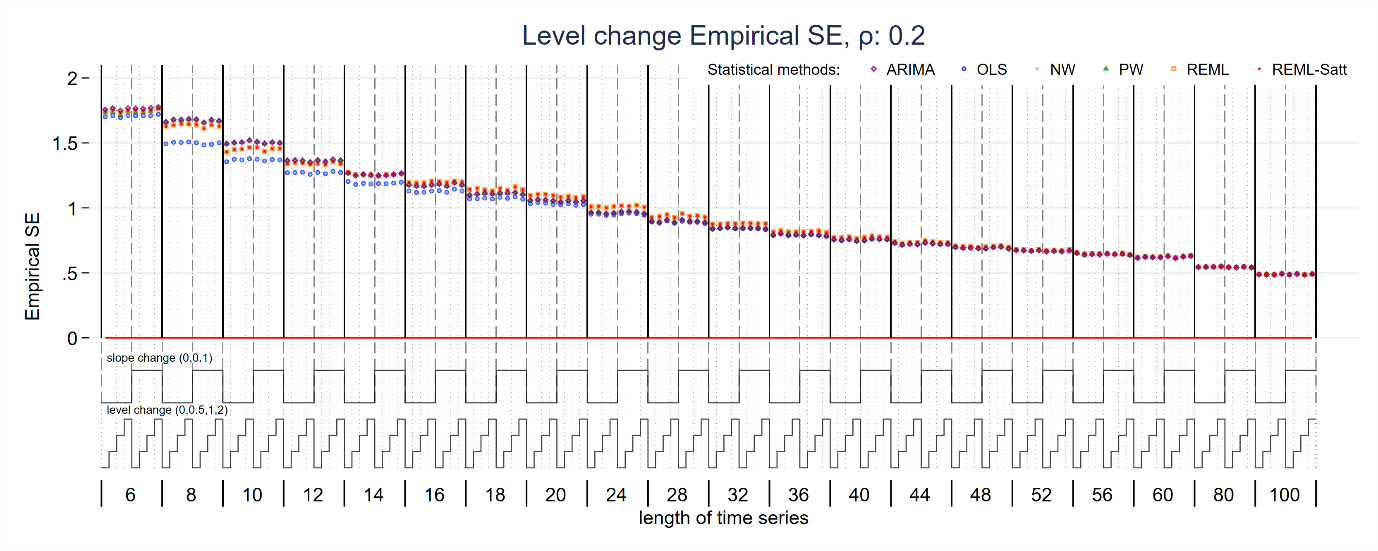 Level change Empirical SE, ρ: 0.2
Statistical methods: ARIMA OLS NW PW REML REML-Satt
2
1.5
1
.5
0
Empirical SE
slope change (0,0.1)
level change (0,0.5,1,2)
6 8 10 12 14 16 18 20 24 28 32 36 40 44 48 52 56 60 80 100
length of time series